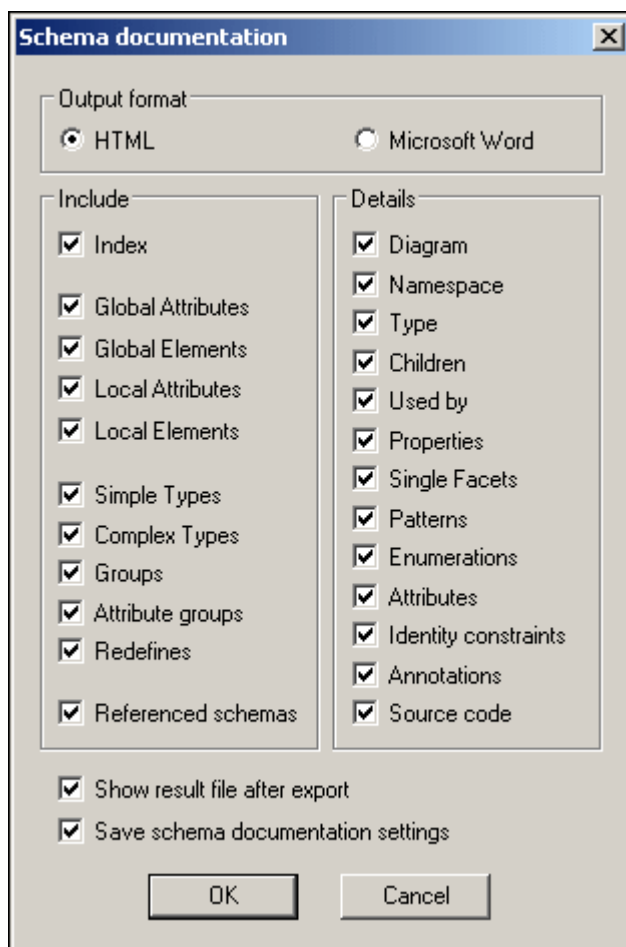 Schema documentation
Output format
HTML
Microsoft Word
Include
Index
Global Attributes
Global Elements
Local Attributes
Local Elements
Simple Types
Complex Types
Groups
Attribute groups
Redefines
Referenced schemas
Details
Diagram
Namespace
Type
Children
Used by
Properties
Single Facets
Patterns
Enumerations
Attributes
Identity constraints
Annotations
Source code
Show result file after export
Save schema documentation settings
OK
Cancel